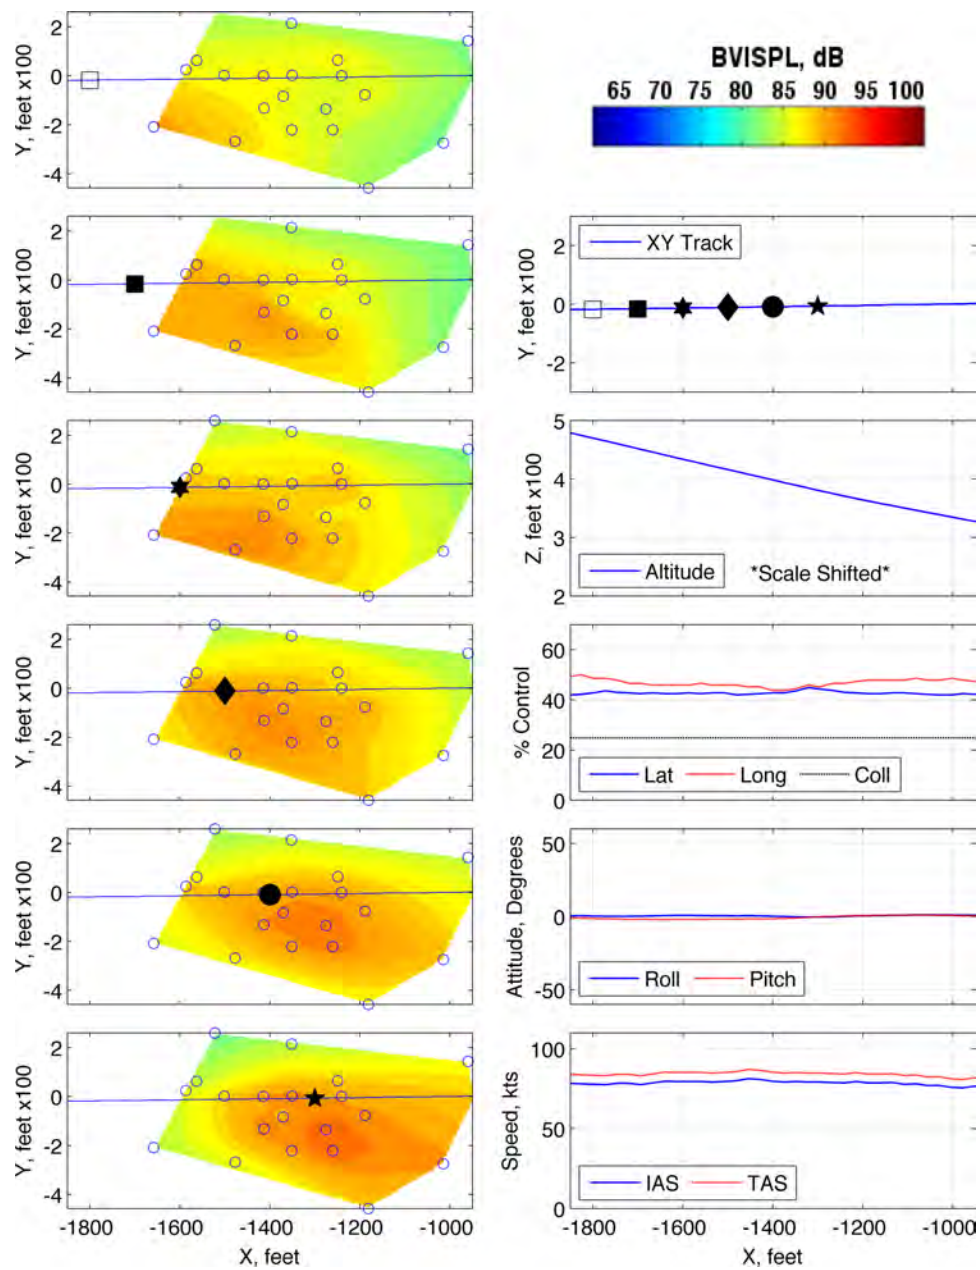 2
0
-2
-4
Y, feet x100
BVISPL, dB
65 70 75 80 85 90 95 100
2
0
-2
-4
Y, feet x100
XY Track
2
0
-2
Y, feet x100
2
0
-2
-4
Y, feet x100
5
4
3
2
Z, feet x100
Altitude *Scale Shifted*
2
0
-2
-4
Y, feet x100
60
40
20
0
% Control
Lat Long Coll
2
0
-2
-4
Y, feet x100
50
0
-50
Attitude, Degrees
Roll Pitch
2
0
-2
-4
Y, feet x100
-1800 -1600 -1400 -1200 -1000
X, feet
100
50
0
Speed, kts
IAS TAS
-1800 -1600 -1400 -1200 -1000
X, feet